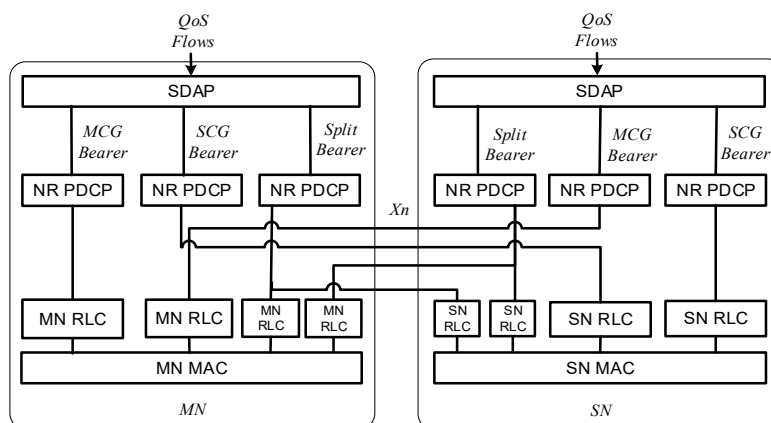 QoS
Flows
QoS
Flows
SDAP
SDAP
MCG
Bearer
SCG
Bearer
Split
Bearer
Split
Bearer
MCG
Bearer
SCG
Bearer
NR PDCP
NR PDCP
NR PDCP
NR PDCP
NR PDCP
NR PDCP
Xn
MN RLC
MN RLC
MN
RLC
MN
RLC
SN
RLC
SN
RLC
SN RLC
SN RLC
MN MAC
SN MAC
MN
SN